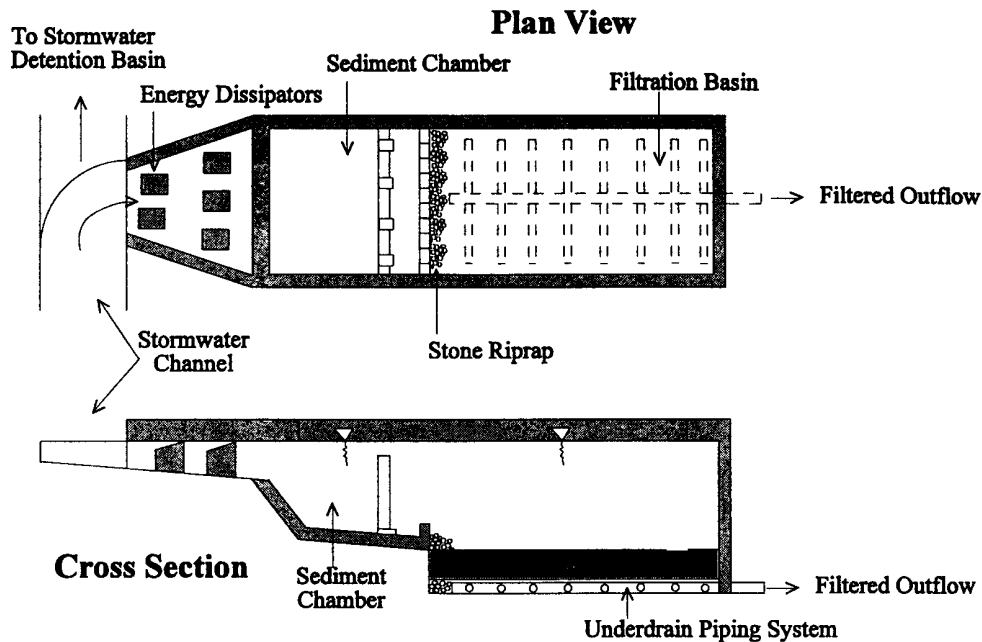 Plan View
To Stormwater
Detention Basin
Sediment Chamber
Energy Dissipators
Filtration Basin
Filtered Outflow
Stormwater
Channel
Stone Riprap
Cross Section
Sediment
Chamber
Filtered Outflow
Underdrain Piping System